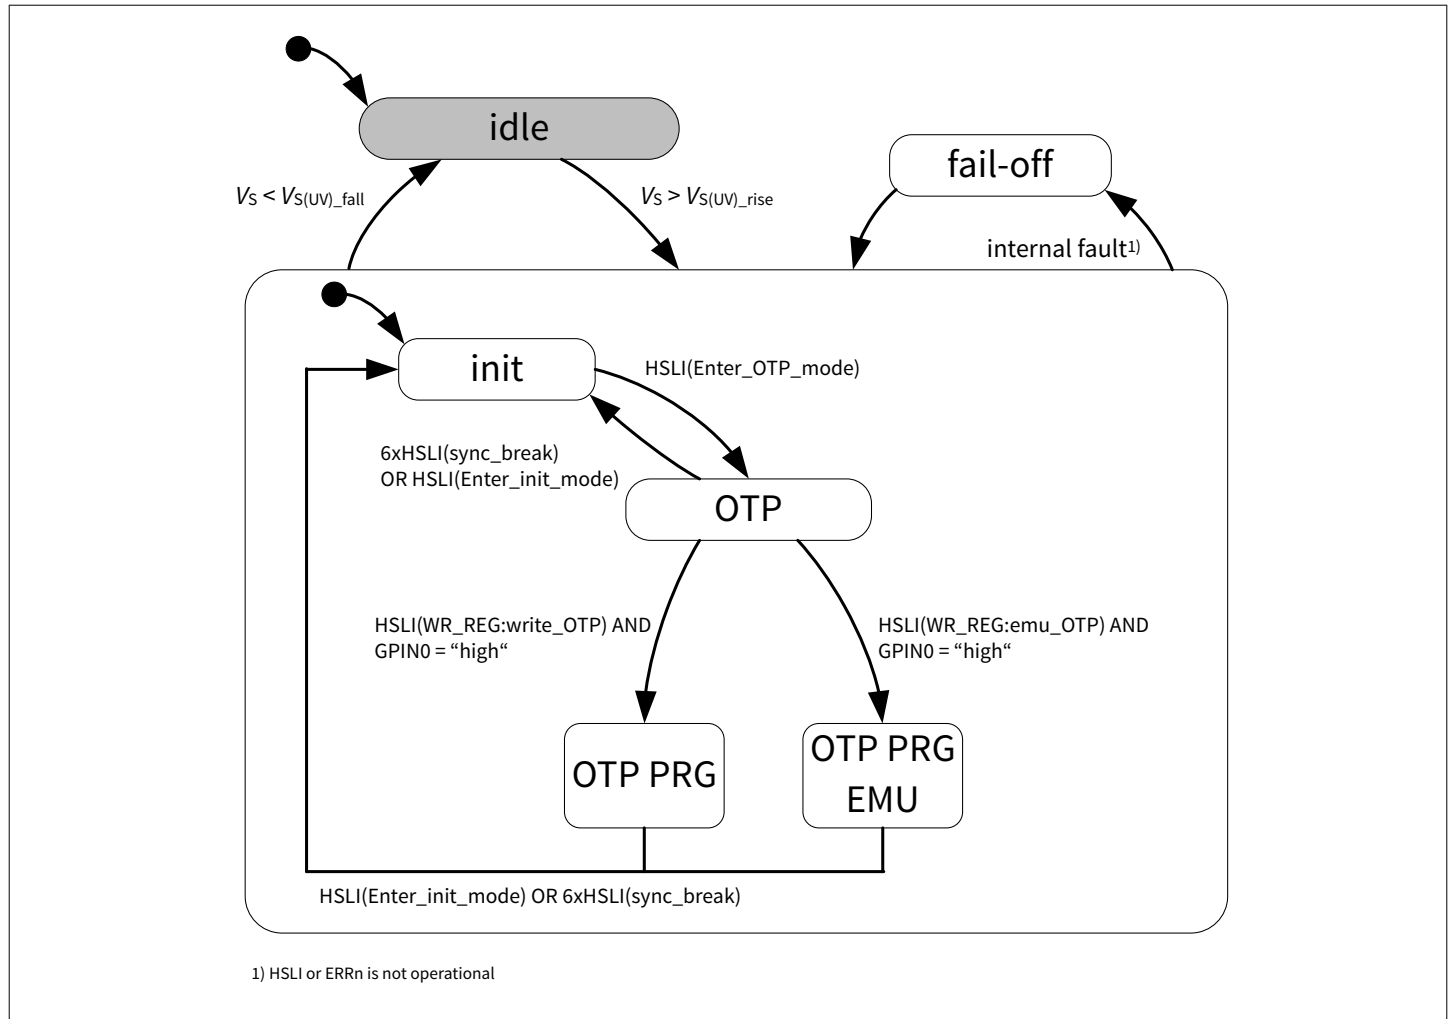 idle
fail-off
VS < VS(UV)_fall
VS > VS(UV)_rise
internal fault1)
init
HSLI(Enter_OTP_mode)
6xHSLI(sync_break)
OR HSLI(Enter_init_mode)
OTP
HSLI(WR_REG:write_OTP) AND
GPIN0 = “high“
HSLI(WR_REG:emu_OTP) AND
GPIN0 = “high“
OTP PRG
OTP PRG
EMU
HSLI(Enter_init_mode) OR 6xHSLI(sync_break)
1) HSLI or ERRn is not operational